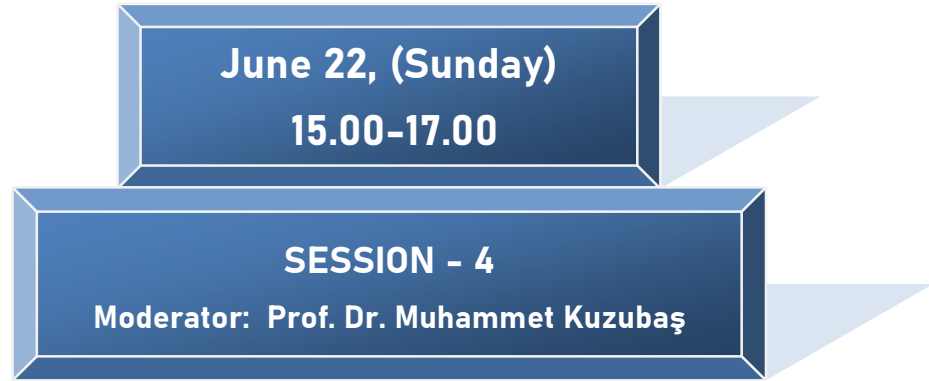 June 22, (Sunday)
15.00-17.00
SESSION - 4
Moderator: Prof. Dr. Muhammet Kuzubaş